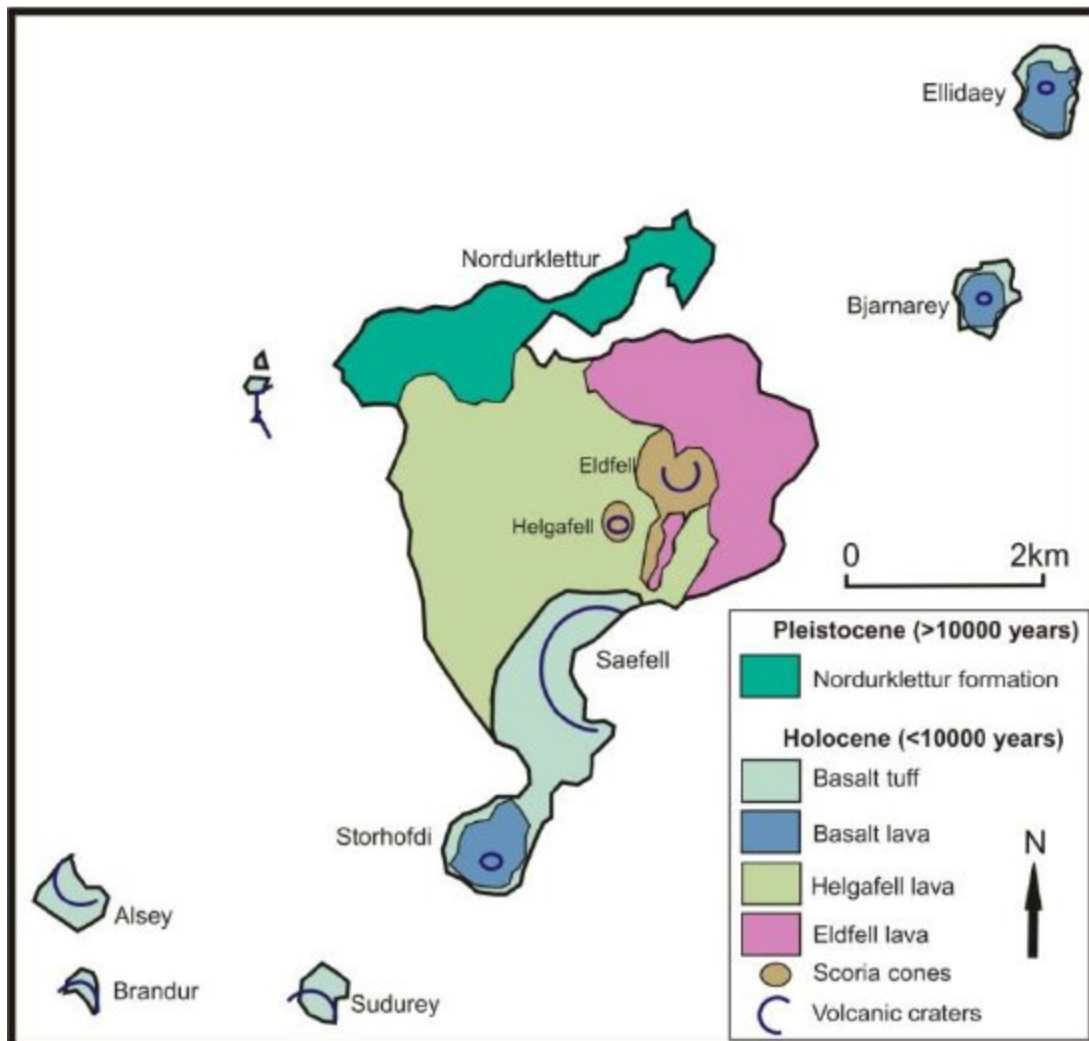 Ellidaey
Nordurklettur
Bjarnarey
Eldfell
Helgafell
0 2km
Saefell
Storhofdi
Alsey
Brandur
Sudurey
Pleistocene (>10000 years)
Nordurklettur formation
Holocene (<10000 years)
Basalt tuff
Basalt lava
Helgafell lava
Eldfell lava
Scoria cones
Volcanic craters
N